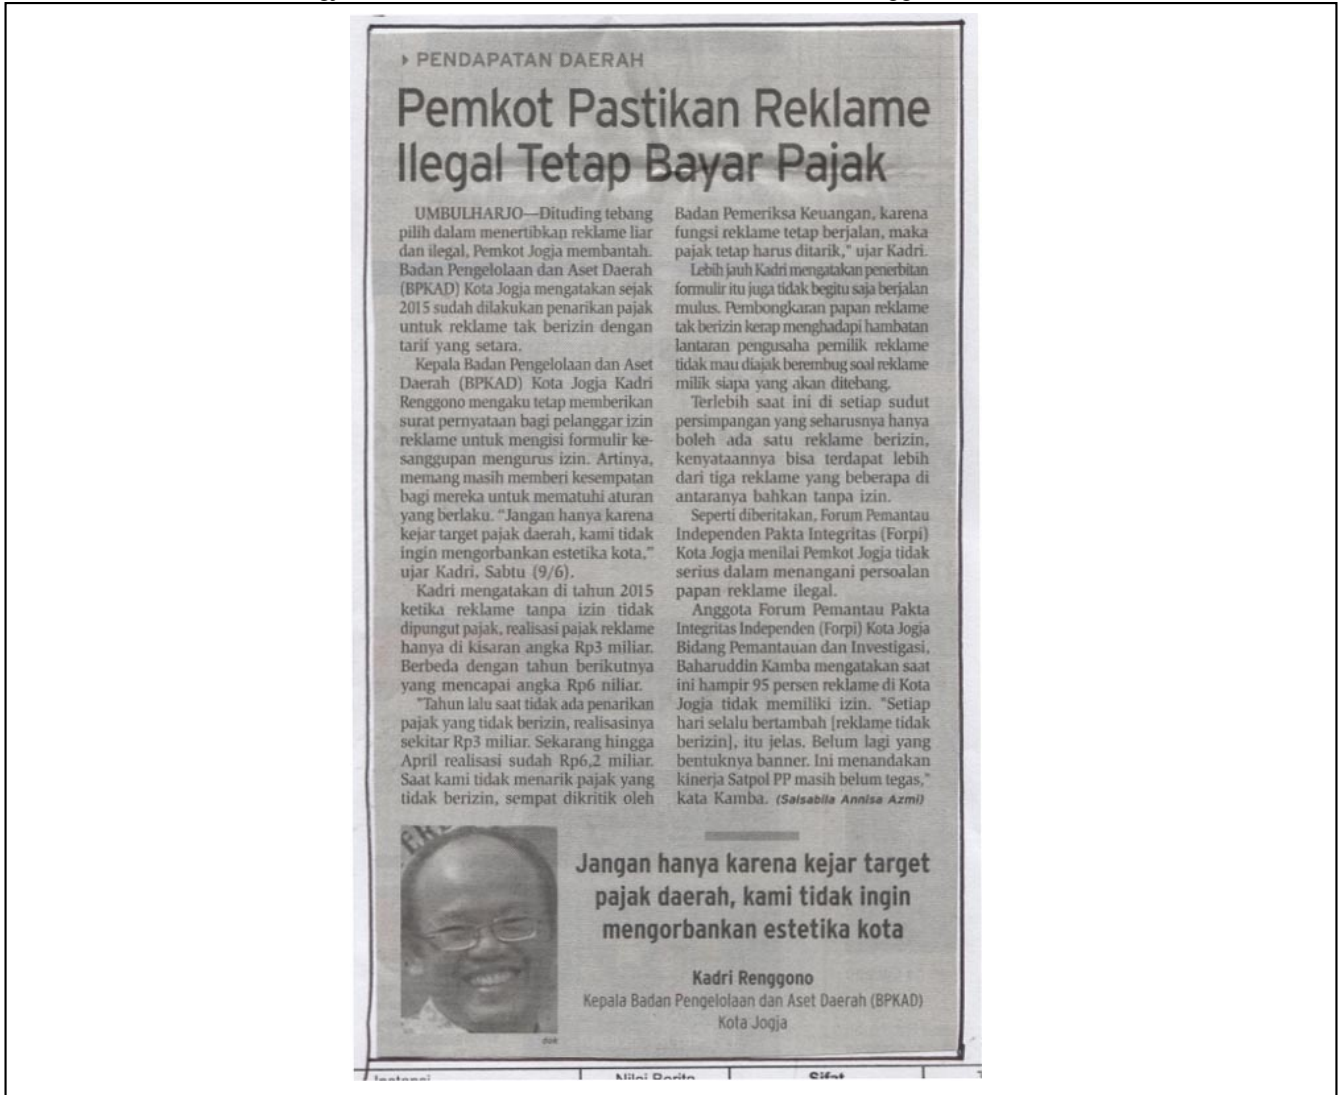 PENDAPATAN DAERAH
Pemkot Pastikan Reklame
Ilegal Tetap Bayar Pajak
UMBULHARJO—Dituding tebang
pilih dalam menertibkan reklame liar
dan ilegal, Pemkot Jogja membantah.
Badan Pengelolaan dan Aset Daerah
(BPKAD) Kota Jogja mengatakan sejak
2015 sudah dilakukan penarikan pajak
untuk reklame tak berizin dengan
tarif yang setara.
Kepala Badan Pengelolaan dan Aset
Daerah (BPKAD) Kota Jogja Kadri
Renggono mengaku tetap memberikan
surat pernyataan bagi pelanggar izin
reklame untuk mengisi formulir ke-
sanggupan mengurus izin. Artinya,
memang masih memberi kesempatan
bagi mereka untuk mematuhi aturan
yang berlaku. "Jangan hanya karena
kejar target pajak daerah, kami tidak
ingin mengorbankan estetika kota,"
ujar Kadri, Sabtu (9/6).
Kadri mengatakan di tahun 2015
ketika reklame tanpa izin tidak
dipungut pajak, realisasi pajak reklame
hanya di kisaran angka Rp3 miliar.
Berbeda dengan tahun berikutnya
yang mencapai angka Rp6 niliar.
"Tahun lalu saat tidak ada penarikan
pajak yang tidak berizin, realisasinya
sekitar Rp3 miliar. Sekarang hingga
April realisasi sudah Rp6,2 miliar.
Saat kami tidak menarik pajak yang
tidak berizin, sempat dikritik oleh
Badan Pemeriksa Keuangan, karena
fungsi reklame tetap berjalan, maka
pajak tetap harus ditarik," ujar Kadri.
Lebih jauh Kadri mengatakan penerbitan
formulir itu juga tidak begitu saja berjalan
mulus. Pembongkaran papan reklame
tak berizin kerap menghadapi hambatan
lantaran pengusaha pemilik reklame
tidak mau diajak berembug soal reklame
milik siapa yang akan ditebang.
Terlebih saat ini di setiap sudut
persimpangan yang seharusnya hanya
boleh ada satu reklame berizin,
kenyataannya bisa terdapat lebih
dari tiga reklame yang beberapa di
antaranya bahkan tanpa izin.
Seperti diberitakan, Forum Pemantau
Independen Pakta Integritas (Forpi)
Kota Jogja menilai Pemkot Jogja tidak
serius dalam menangani persoalan
papan reklame ilegal.
Anggota Forum Pemantau Pakta
Integritas Independen (Forpi) Kota Jogja
Bidang Pemantauan dan Investigasi,
Baharuddin Kamba mengatakan saat
ini hampir 95 persen reklame di Kota
Jogja tidak memiliki izin. "Setiap
hari selalu bertambah [reklame tidak
berizin], itu jelas. Belum lagi yang
bentuknya banner. Ini menandakan
kinerja Satpol PP masih belum tegas,"
kata Kamba. (Salsabila Annisa Azmi)
Jangan hanya karena kejar target
pajak daerah, kami tidak ingin
mengorbankan estetika kota
Kadri Renggono
Kepala Badan Pengelolaan dan Aset Daerah (BPKAD)
Kota Jogja
dok
Nilai Berita
Sifat